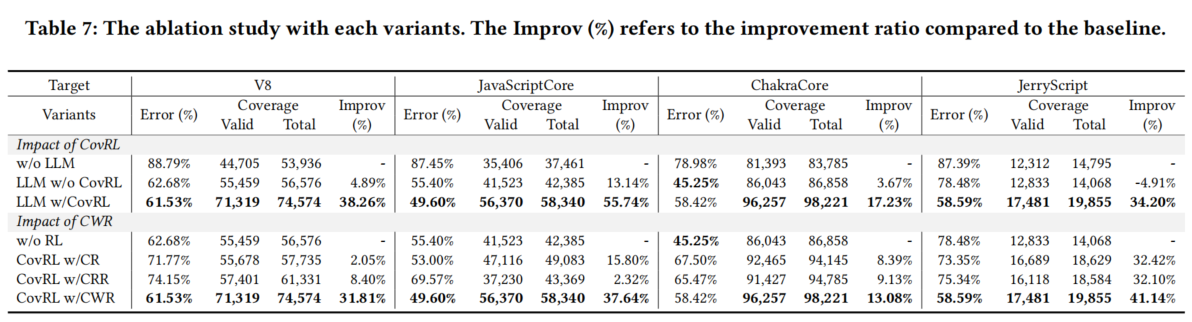 Table 7: The ablation study with each variants. The Improv (%) refers to the improvement ratio compared to the baseline.
Target V8 JavaScriptCore ChakraCore JerryScript
Variants Error (%) Coverage Improv Error (%) Coverage Improv Error (%) Coverage Improv Error (%) Coverage Improv
Valid Total (%) Valid Total (%) Valid Total (%) Valid Total (%)
Impact of CovRL
w/o LLM 88.79% 44,705 53,936 - 87.45% 35,406 37,461 - 78.98% 81,393 83,785 - 87.39% 12,312 14,795 -
LLM w/o CovRL 62.68% 55,459 56,576 4.89% 55.40% 41,523 42,385 13.14% 45.25% 86,043 86,858 3.67% 78.48% 12,833 14,068 -4.91%
LLM w/CovRL 61.53% 71,319 74,574 38.26% 49.60% 56,370 58,340 55.74% 58.42% 96,257 98,221 17.23% 58.59% 17,481 19,855 34.20%
Impact of CWR
w/o RL 62.68% 55,459 56,576 - 55.40% 41,523 42,385 - 45.25% 86,043 86,858 - 78.48% 12,833 14,068 -
CovRL w/CR 71.77% 55,678 57,735 2.05% 53.00% 47,116 49,083 15.80% 67.50% 92,465 94,145 8.39% 73.35% 16,689 18,629 32.42%
CovRL w/CRR 74.15% 57,401 61,331 8.40% 69.57% 37,230 43,369 2.32% 65.47% 91,427 94,785 9.13% 75.34% 16,118 18,584 32.10%
CovRL w/CWR 61.53% 71,319 74,574 31.81% 49.60% 56,370 58,340 37.64% 58.42% 96,257 98,221 13.08% 58.59% 17,481 19,855 41.14%